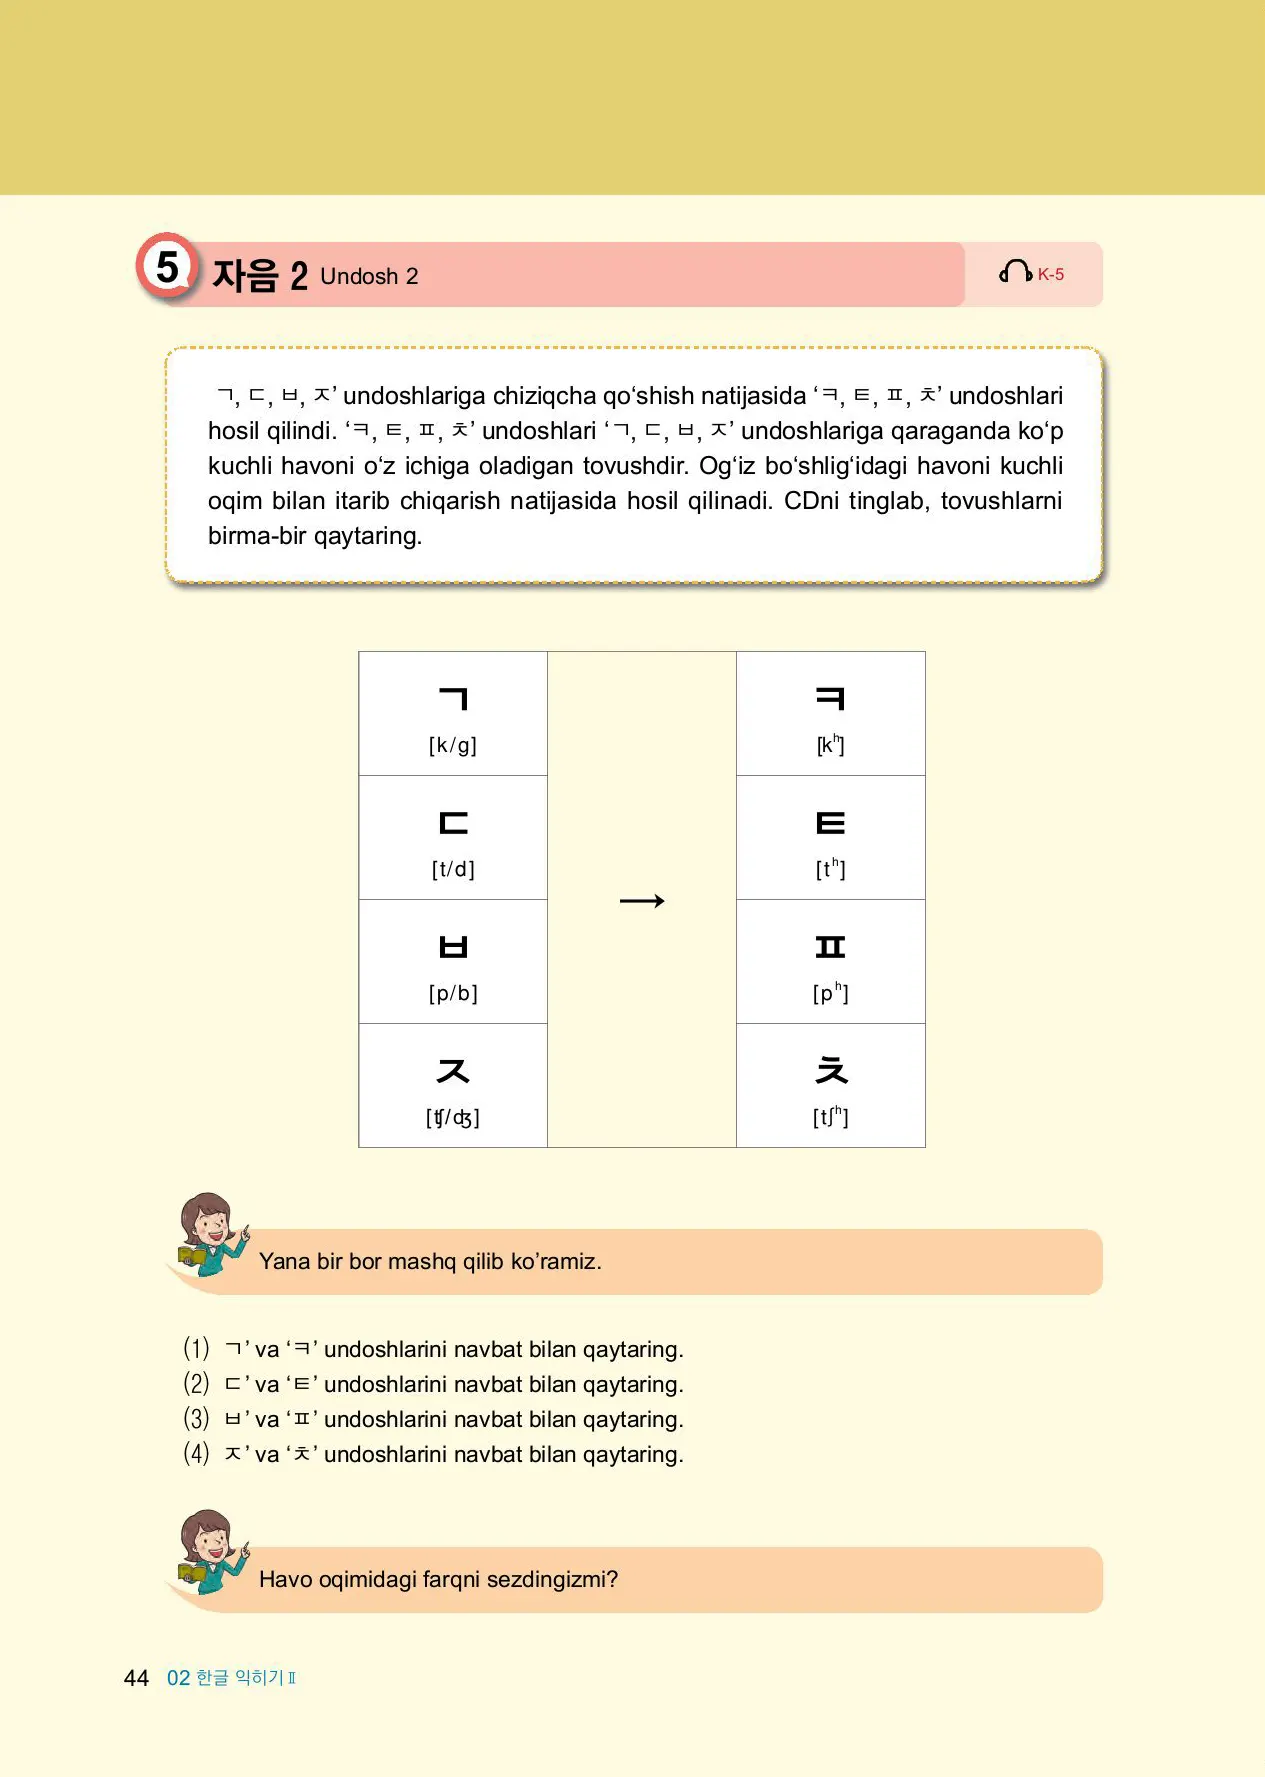 5 자음 2 Undosh 2 K-5
ㄱ, ㄷ, ㅂ, ㅈ’ undoshlariga chiziqcha qo‘shish natijasida ‘ㅋ, ㅌ, ㅍ, ㅊ’ undoshlari
hosil qilindi. ‘ㅋ, ㅌ, ㅍ, ㅊ’ undoshlari ‘ㄱ, ㄷ, ㅂ, ㅈ’ undoshlariga qaraganda ko‘p
kuchli havoni o‘z ichiga oladigan tovushdir. Og‘iz bo‘shlig‘idagi havoni kuchli
oqim bilan itarib chiqarish natijasida hosil qilinadi. CDni tinglab, tovushlarni
birma-bir qaytaring.
ㄱ ㅋ
[k/g] [kʰ]
ㄷ ㅌ
[t/d] [tʰ]
→
ㅂ ㅍ
[p/b] [pʰ]
ㅈ ㅊ
[ʧ/ʤ] [tʃʰ]
Yana bir bor mashq qilib ko’ramiz.
(1) ㄱ’ va ‘ㅋ’ undoshlarini navbat bilan qaytaring.
(2) ㄷ’ va ‘ㅌ’ undoshlarini navbat bilan qaytaring.
(3) ㅂ’ va ‘ㅍ’ undoshlarini navbat bilan qaytaring.
(4) ㅈ’ va ‘ㅊ’ undoshlarini navbat bilan qaytaring.
Havo oqimidagi farqni sezdingizmi?
44 02 한글 익히기 Ⅱ